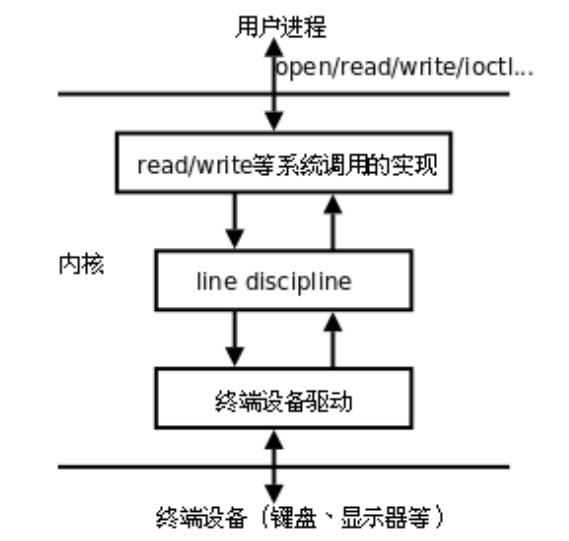 用户进程
open/read/write/ioctl...
read/write等系统调用的实现
内核
line discipline
终端设备驱动
终端设备（键盘、显示器等）